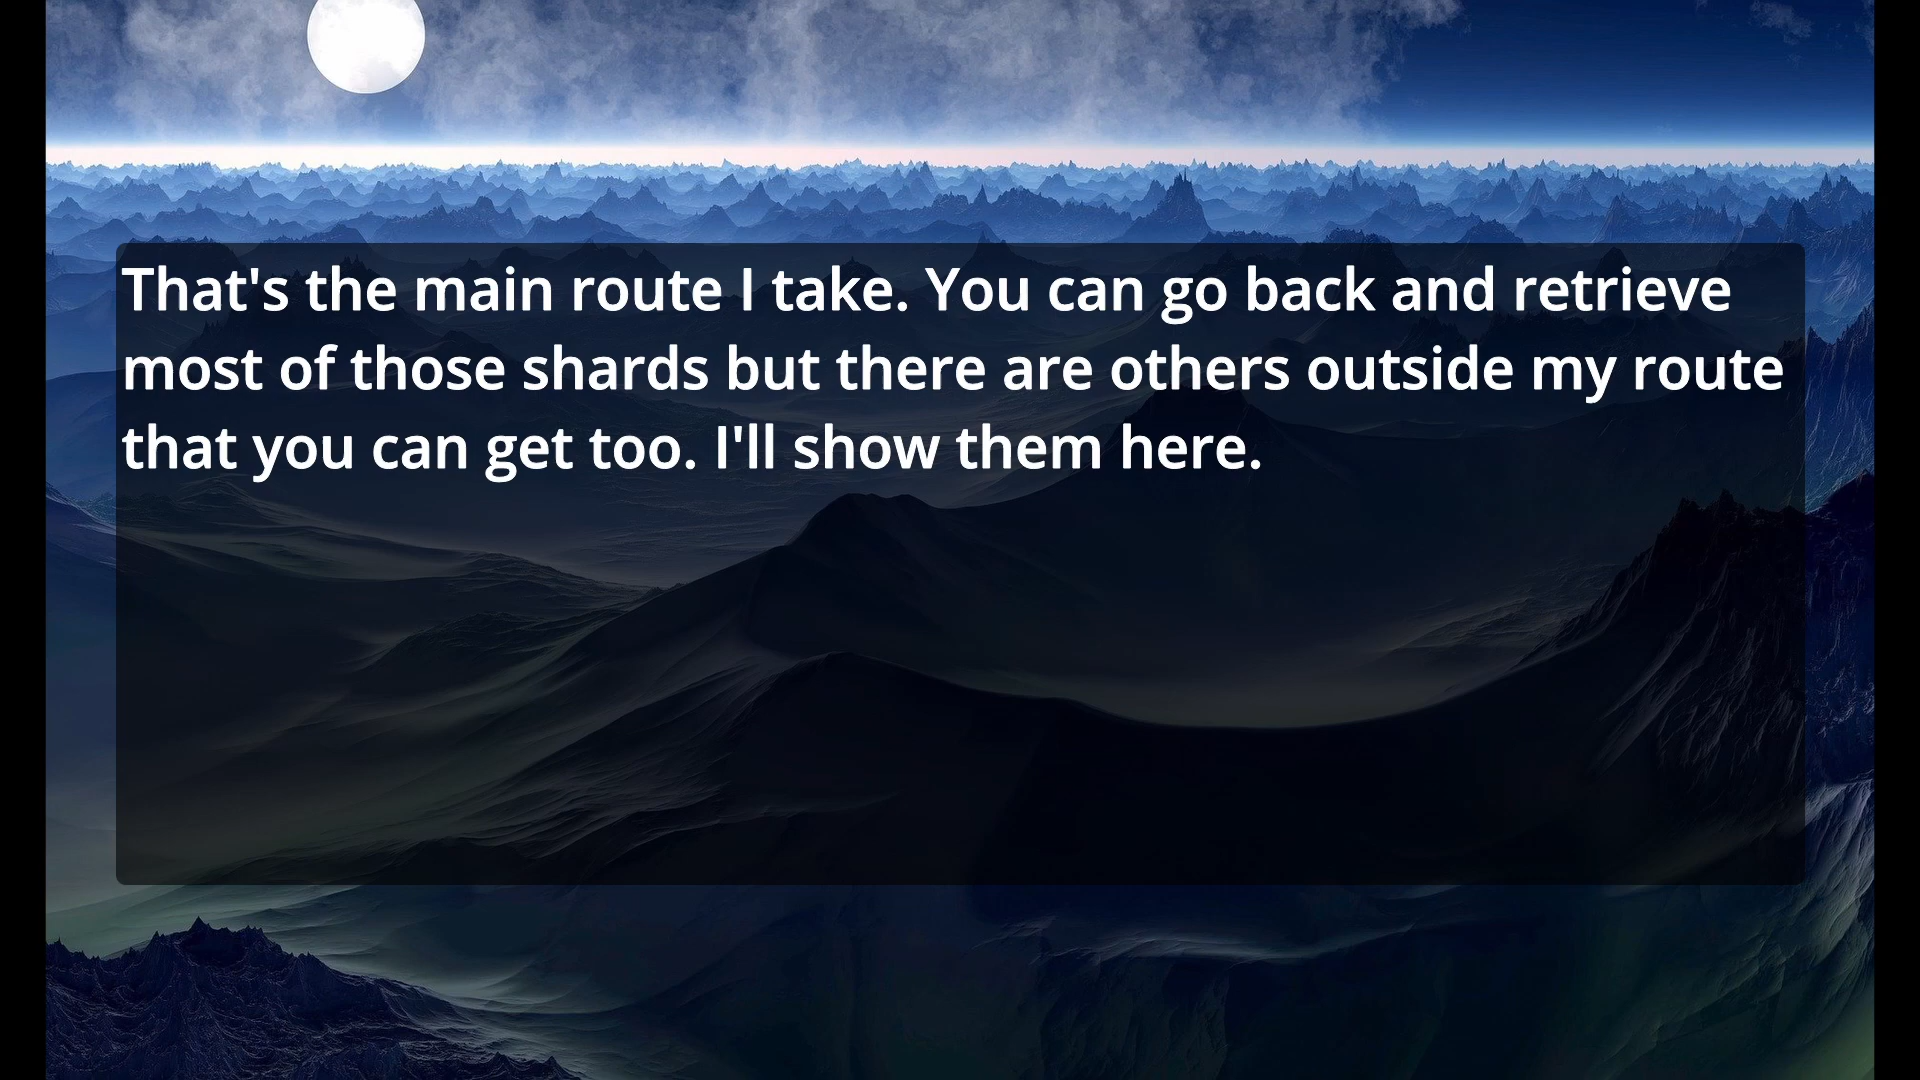 That's the main route I take. You can go back and retrieve
most of those shards but there are others outside my route
that you can get too. I'll show them here.